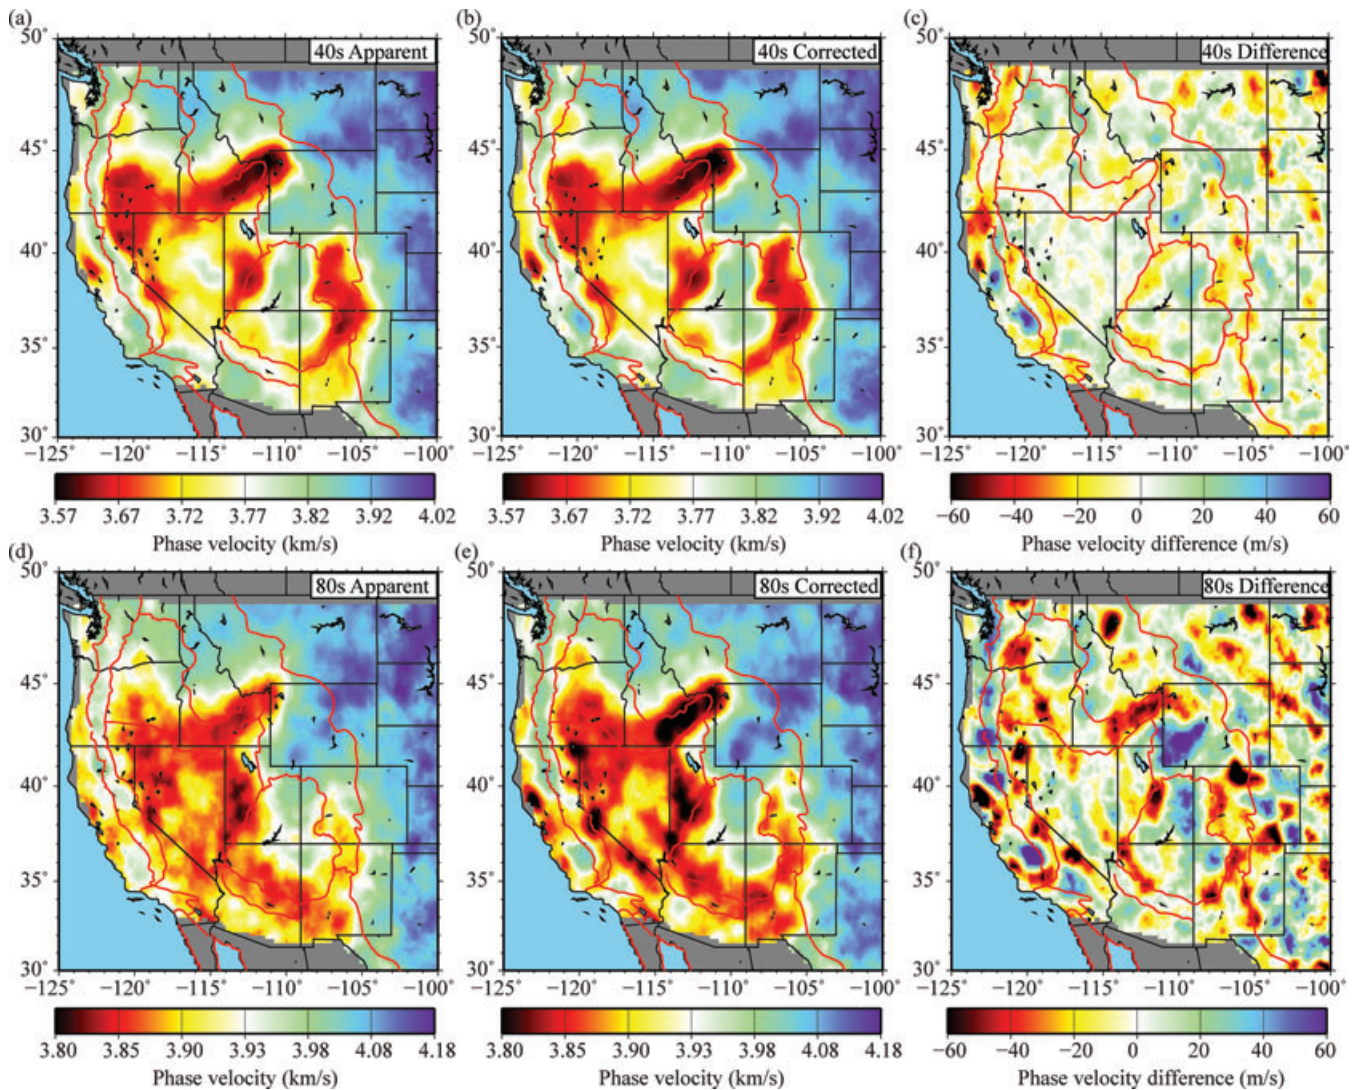 (a) (b) (c)
40s Apparent 40s Corrected 40s Difference
50° 50° 50°
45° 45° 45°
40° 40° 40°
35° 35° 35°
30° 30° 30°
−125 −120 −115 −110 −105 −100° −125 −120 −115 −110 −105 −100° −125 −120 −115 −110 −105 −100°
3.57 3.67 3.72 3.77 3.82 3.92 4.02 3.57 3.67 3.72 3.77 3.82 3.92 4.02 −60 −40 −20 0 20 40 60
Phase velocity (km/s) Phase velocity (km/s) Phase velocity difference (m/s)
(d) (e) (f)
80s Apparent 80s Corrected 80s Difference
50° 50° 50°
45° 45° 45°
40° 40° 40°
35° 35° 35°
30° 30° 30°
−125 −120 −115 −110 −105 −100° −125 −120 −115 −110 −105 −100° −125 −120 −115 −110 −105 −100°
3.80 3.85 3.90 3.93 3.98 4.08 4.18 3.80 3.85 3.90 3.93 3.98 4.08 4.18 −60 −40 −20 0 20 40 60
Phase velocity (km/s) Phase velocity (km/s) Phase velocity difference (m/s)